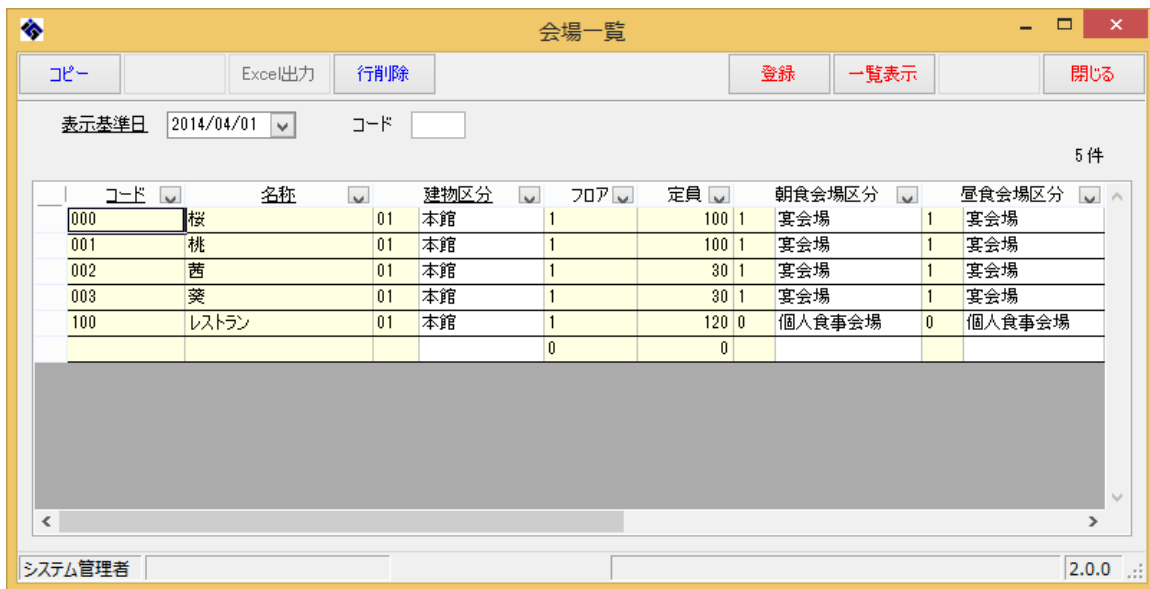 会場一覧
コピー Excel出力 行削除 登録 一覧表示 閉じる
表示基準日 2014/04/01 コード
5 件
コード 名称 建物区分 フロア 定員 朝食会場区分 昼食会場区分
000 桜 01 本館 1 100 1 宴会場 1 宴会場
001 桃 01 本館 1 100 1 宴会場 1 宴会場
002 茜 01 本館 1 30 1 宴会場 1 宴会場
003 葵 01 本館 1 30 1 宴会場 1 宴会場
100 レストラン 01 本館 1 120 0 個人食事会場 0 個人食事会場
0 0
システム管理者 2.0.0